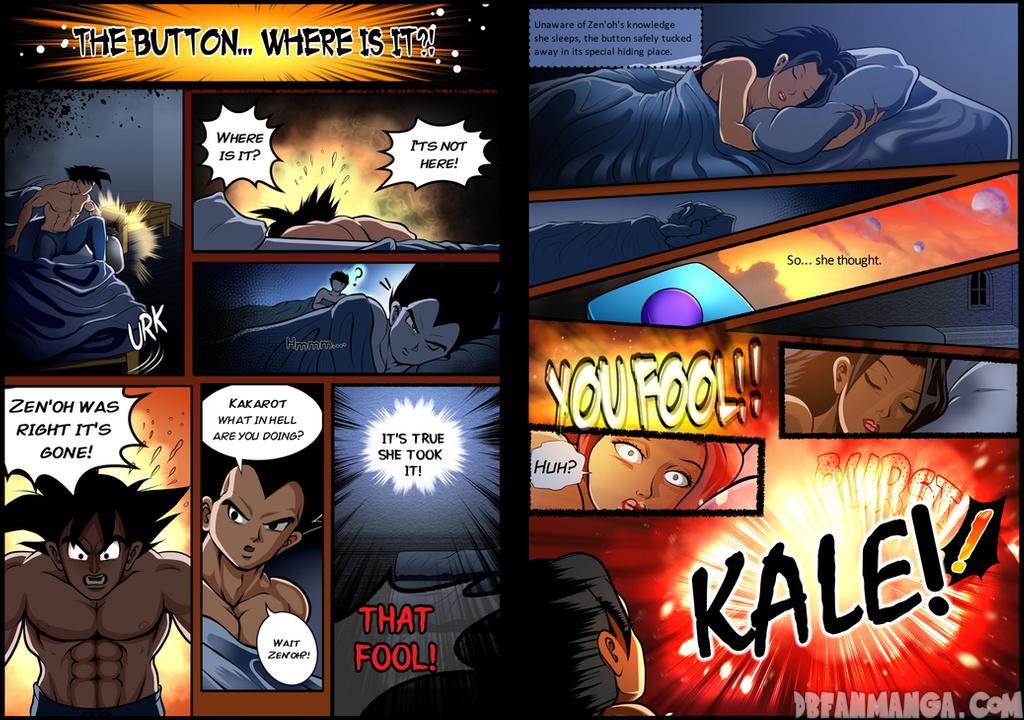 THE BUTTON... WHERE IS IT?!
WHERE
IS IT?
ITS NOT
HERE!
URK
?
Hmmm....
ZEN'OH WAS
RIGHT IT'S
GONE!
KAKAROT
WHAT IN HELL
ARE YOU DOING?
WAIT
ZEN'OH?!
IT'S TRUE
SHE TOOK
IT!
THAT
FOOL!
Unaware of Zen'oh's knowledge
she sleeps, the button safely tucked
away in its special hiding place.
So... she thought.
YOU FOOL!!
HUH?
BURST
KALE!!
DBFANMANGA.COM